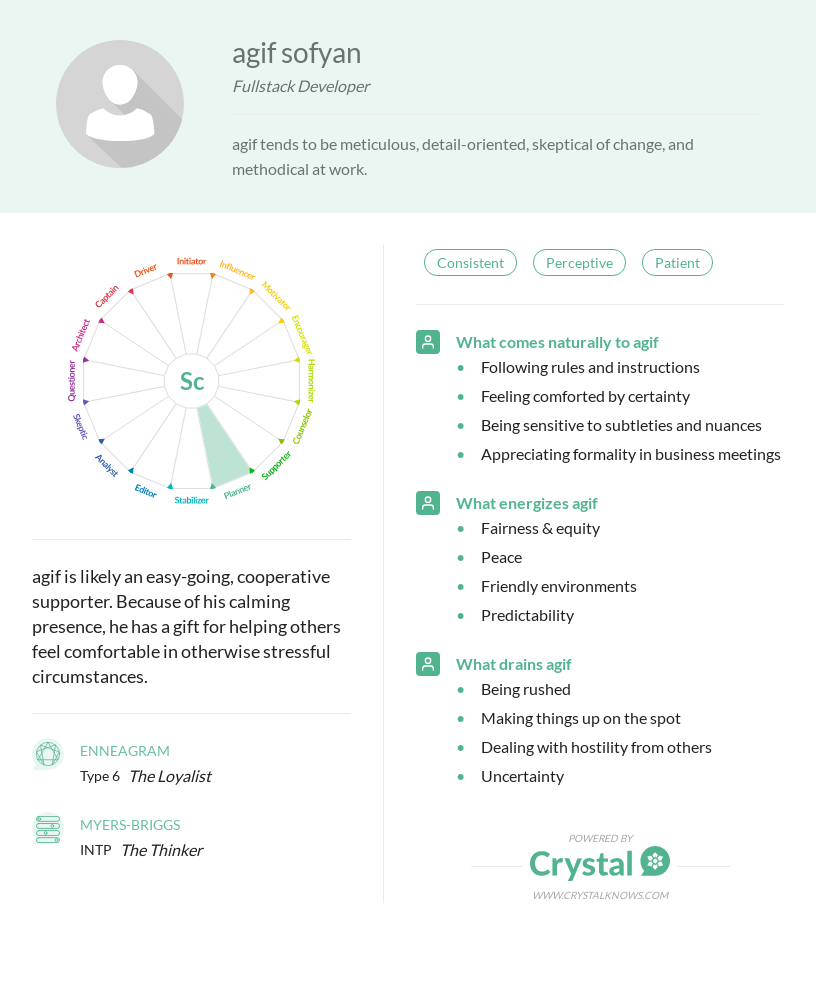 agif sofyan
Fullstack Developer
agif tends to be meticulous, detail-oriented, skeptical of change, and
methodical at work.
Initiator
Influencer
Motivator
Encourager
Harmonizer
Counselor
Supporter
Planner
Stabilizer
Editor
Analyst
Skeptic
Questioner
Architect
Captain
Driver
Sc
agif is likely an easy-going, cooperative
supporter. Because of his calming
presence, he has a gift for helping others
feel comfortable in otherwise stressful
circumstances.
ENNEAGRAM
Type 6 The Loyalist
MYERS-BRIGGS
INTP The Thinker
Consistent Perceptive Patient
What comes naturally to agif
• Following rules and instructions
• Feeling comforted by certainty
• Being sensitive to subtleties and nuances
• Appreciating formality in business meetings
What energizes agif
• Fairness & equity
• Peace
• Friendly environments
• Predictability
What drains agif
• Being rushed
• Making things up on the spot
• Dealing with hostility from others
• Uncertainty
POWERED BY
Crystal
WWW.CRYSTALKNOWS.COM